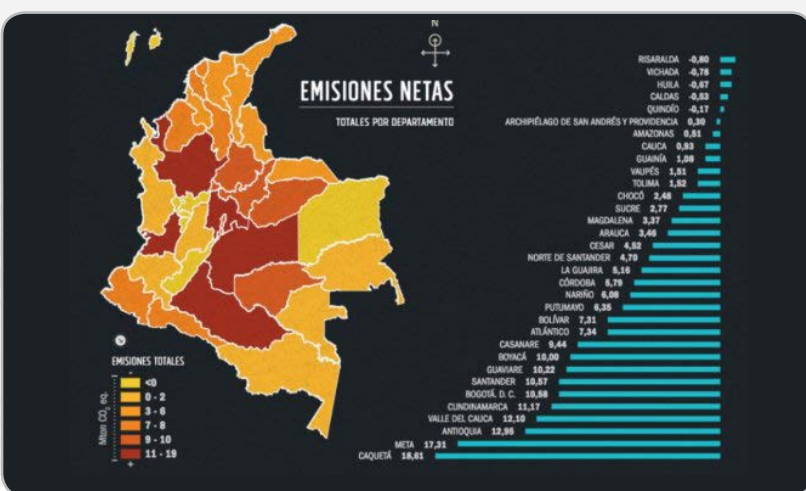 N
EMISIONES NETAS
TOTALES POR DEPARTAMENTO
EMISIONES TOTALES
Mton CO2 eq.
-
<0
0 - 2
3 - 6
7 - 8
9 - 10
11 - 19
+
RISARALDA -0,80
VICHADA -0,78
HUILA -0,67
CALDAS -0,53
QUINDÍO -0,17
ARCHIPIÉLAGO DE SAN ANDRÉS Y PROVIDENCIA 0,30
AMAZONAS 0,51
CAUCA 0,93
GUAINÍA 1,08
VAUPÉS 1,51
TOLIMA 1,52
CHOCÓ 2,48
SUCRE 2,77
MAGDALENA 3,37
ARAUCA 3,46
CESAR 4,52
NORTE DE SANTANDER 4,70
LA GUAJIRA 5,16
CÓRDOBA 5,79
NARIÑO 6,08
PUTUMAYO 6,35
BOLÍVAR 7,31
ATLÁNTICO 7,34
CASANARE 9,44
BOYACÁ 10,00
GUAVIARE 10,22
SANTANDER 10,57
BOGOTÁ. D. C. 10,58
CUNDINAMARCA 11,17
VALLE DEL CAUCA 12,10
ANTIOQUIA 12,95
META 17,31
CAQUETÁ 18,61